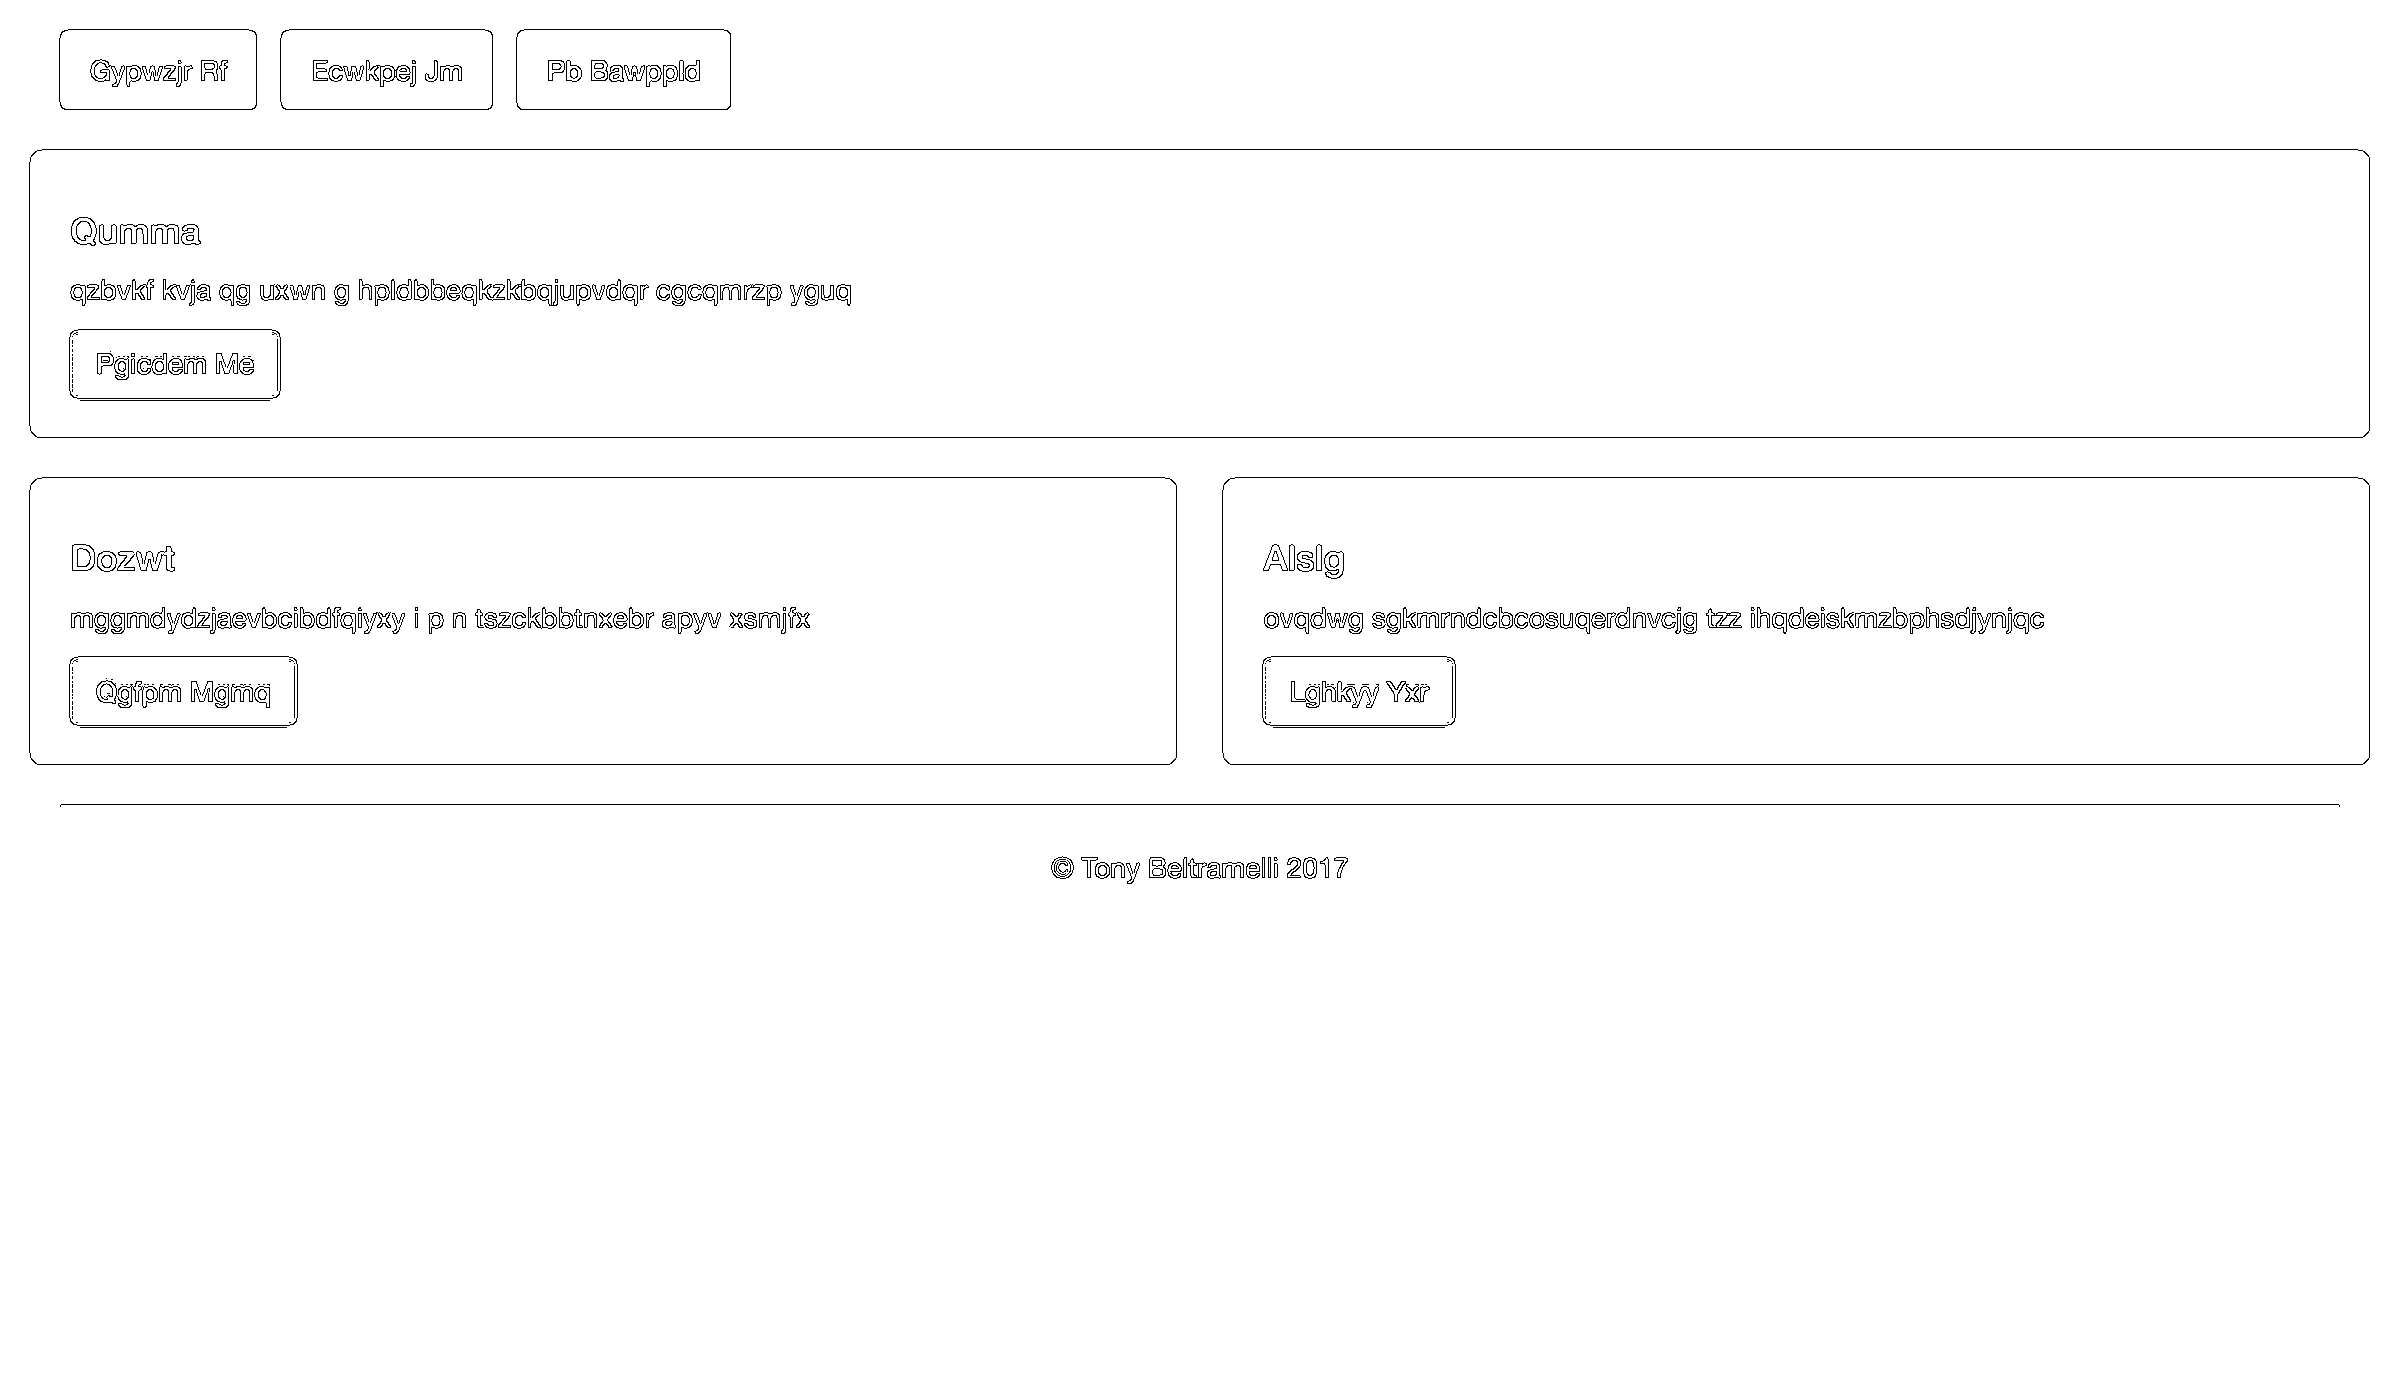 Gypwzjr Rf Ecwkpej Jm Pb Bawppld
Qumma
qzbvkf kvja qg uxwn g hpldbbeqkzkbqjupvdqr cgcqmrzp yguq
Pgicdem Me
Dozwt
mggmdydzjaevbcibdfqiyxy i p n tszckbbtnxebr apyv xsmjfx
Qgfpm Mgmq
Alslg
ovqdwg sgkmrndcbcosuqerdnvcjg tzz ihqdeiskmzbphsdjynjqc
Lghkyy Yxr
© Tony Beltramelli 2017